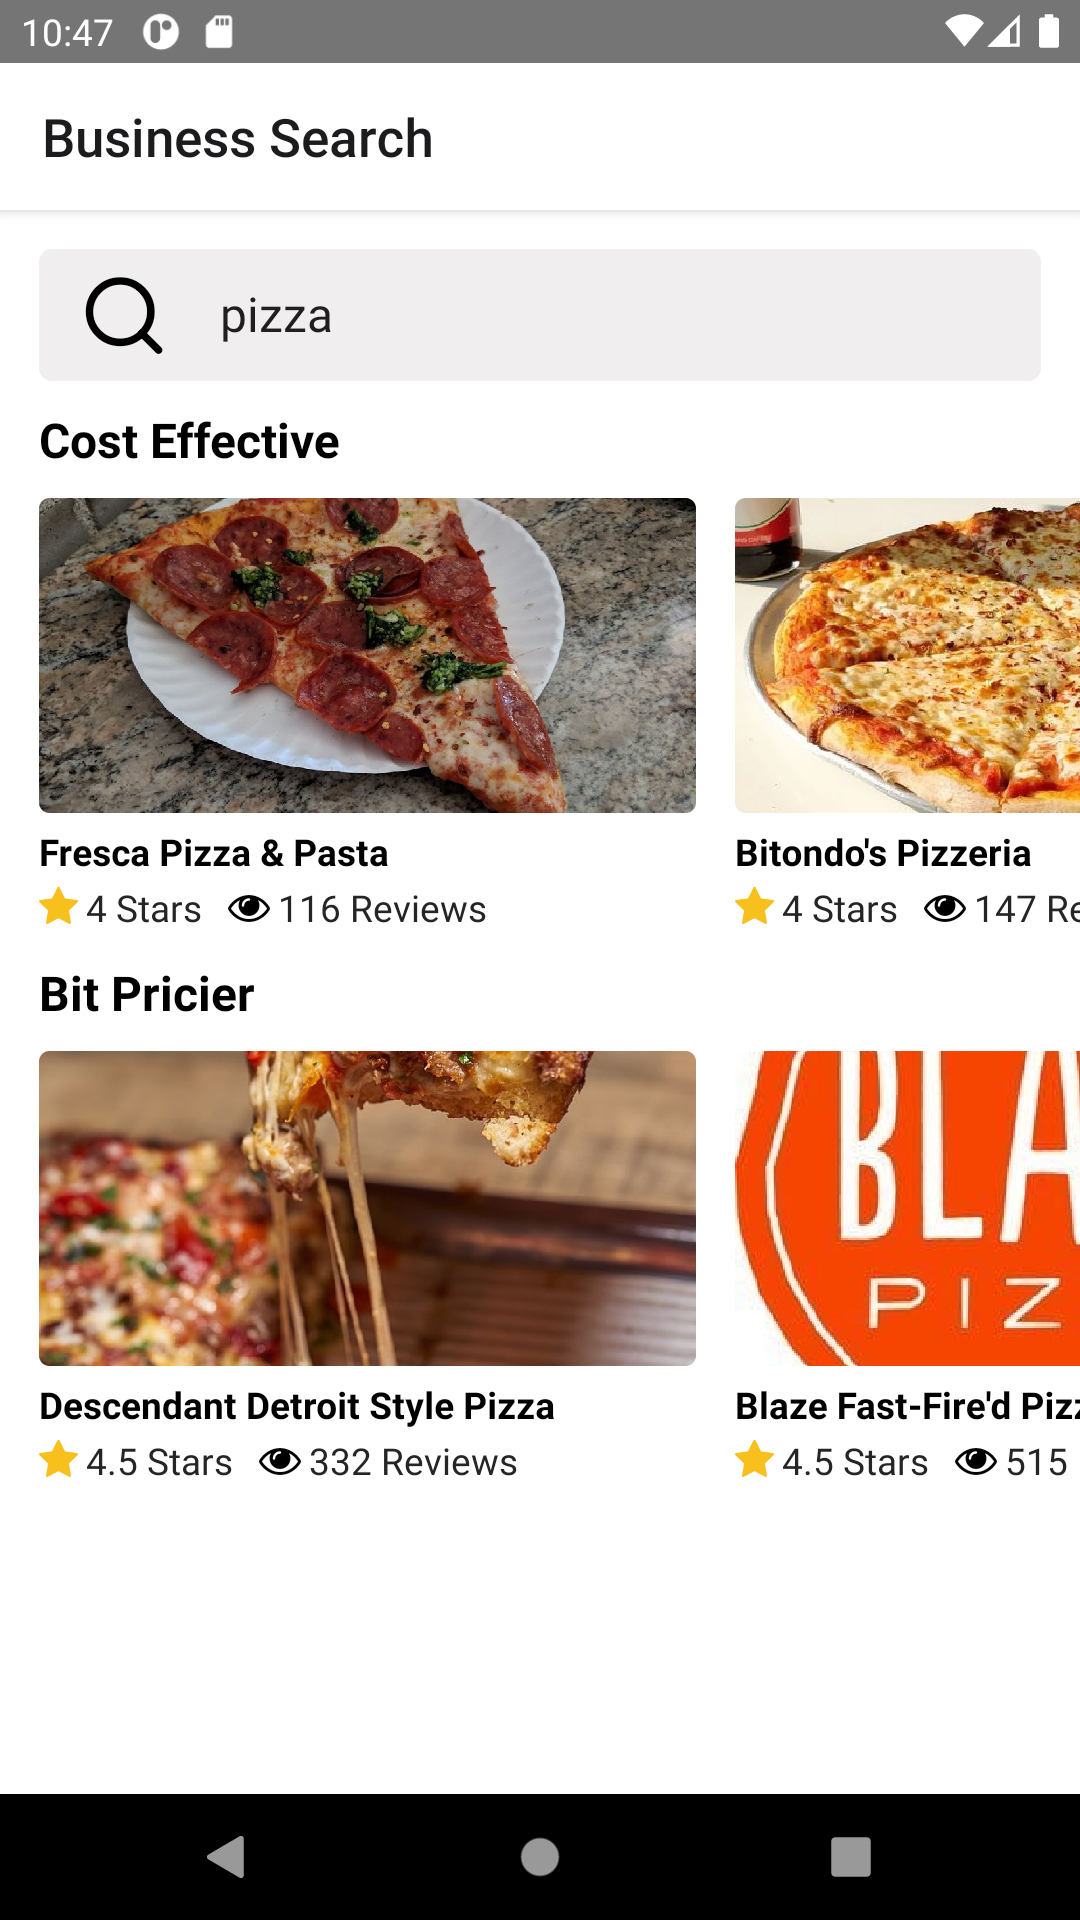 10:47
Business Search
pizza
Cost Effective
Fresca Pizza & Pasta
Bitondo's Pizzeria
4 Stars 116 Reviews
4 Stars 147 Re
Bit Pricier
BLA
PIZ
Descendant Detroit Style Pizza
Blaze Fast-Fire'd Piz
4.5 Stars 332 Reviews
4.5 Stars 515